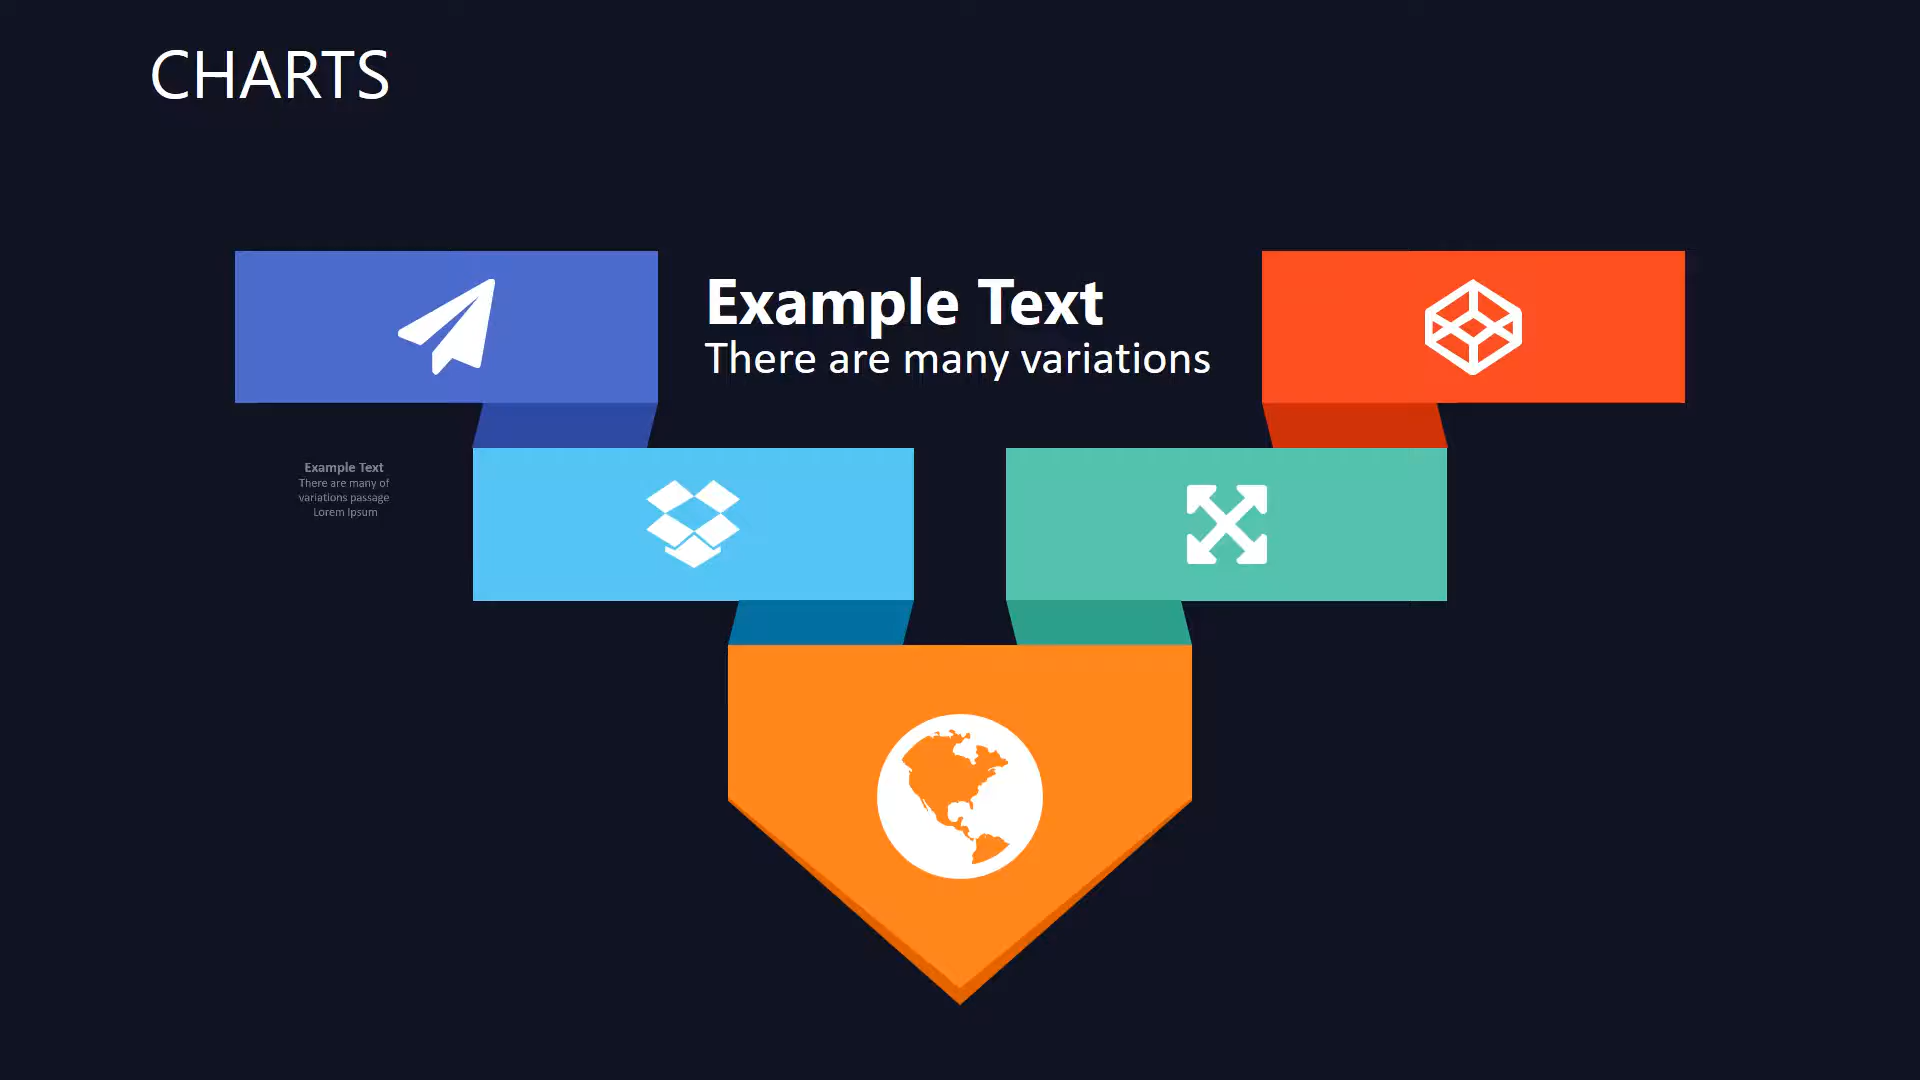 CHARTS
Example Text
There are many variations
Example Text
There are many of
variations passage
Lorem Ipsum